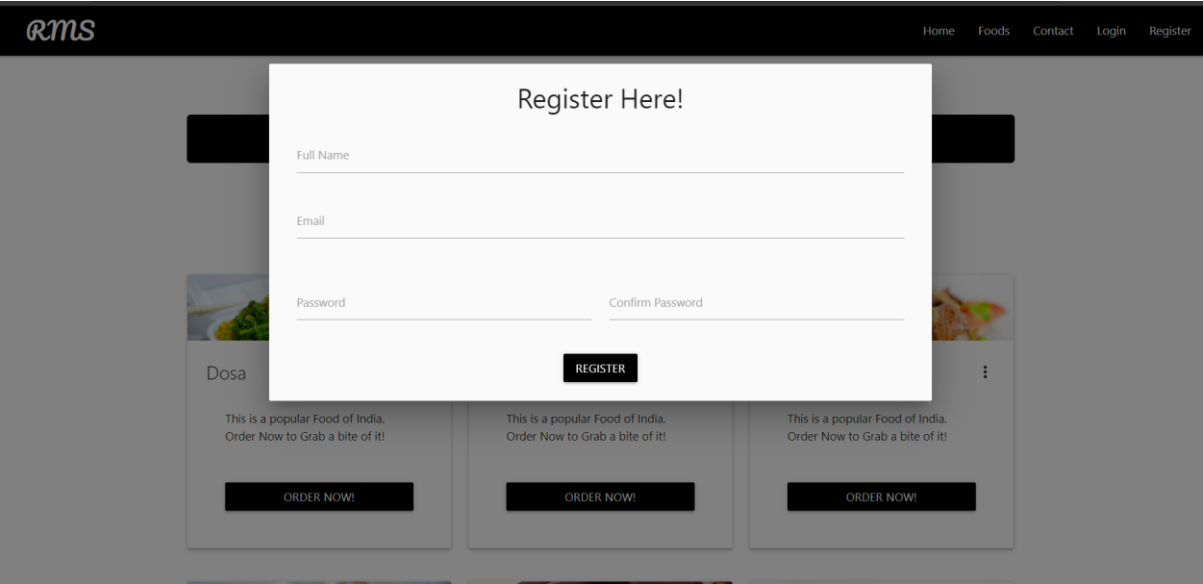 RMS
Home Foods Contact Login Register
Register Here!
Full Name
Email
Password Confirm Password
REGISTER
Dosa
This is a popular Food of India. This is a popular Food of India. This is a popular Food of India.
Order Now to Grab a bite of it! Order Now to Grab a bite of it! Order Now to Grab a bite of it!
ORDER NOW! ORDER NOW! ORDER NOW!